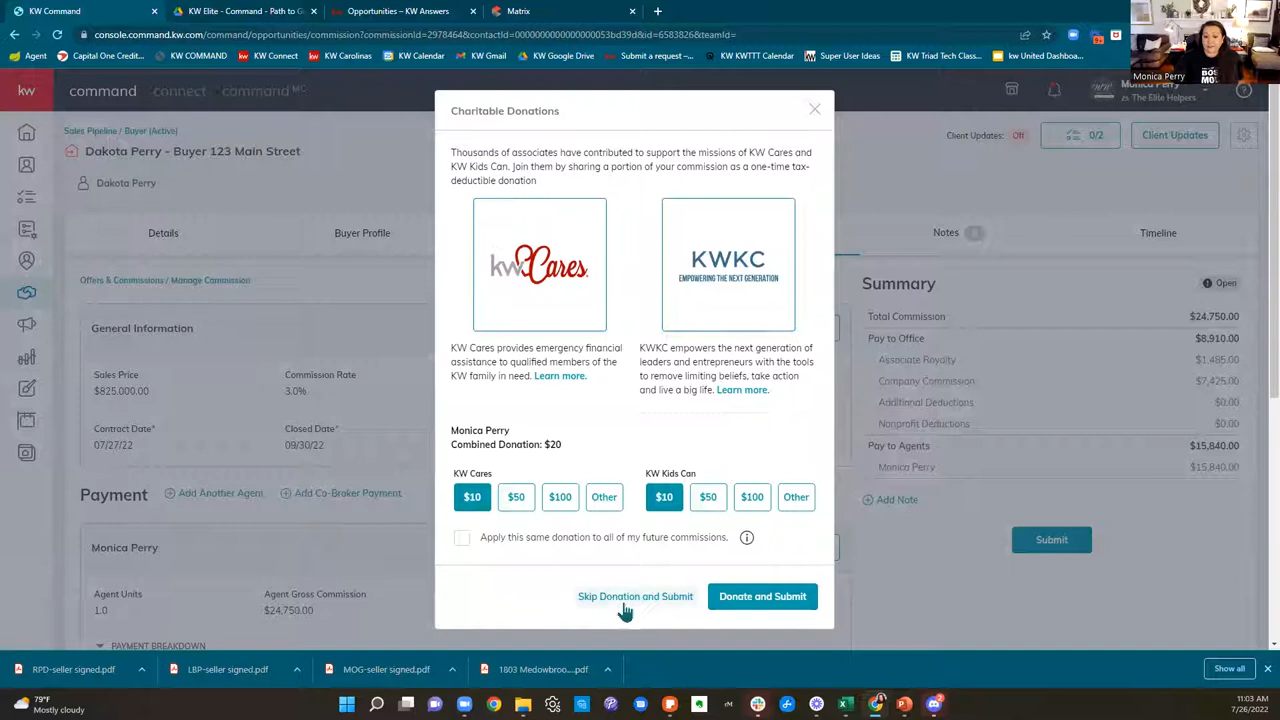 KW Command
KW Elite - Command - Path to G
Opportunities – KW Answers
Matrix
console.command.kw.com/command/opportunities/commission?commissionId=2978464&contactId=0000000000000000053bd39d&id=6583826&teamId=
Agent
Capital One Credit...
KW COMMAND
KW Connect
KW Carolinas
KW Calendar
KW Gmail
KW Google Drive
Submit a request –...
KW KWTTT Calendar
Super User Ideas
KW Triad Tech Class...
kw United Dashboa...
Monica Perry
kw
command
connect
command MC
Monica Perry
Sales Pipeline / Buyer (Active)
Dakota Perry - Buyer 123 Main Street
Client Updates: Off
0/2
Client Updates
Dakota Perry
Details
Buyer Profile
Notes
Timeline
Offers & Commissions / Manage Commission
General Information
Sales Price
Commission Rate
$825,000.00
3.0%
Contract Date*
Closed Date*
07/27/22
09/30/22
Payment
Add Another Agent
Add Co-Broker Payment
Monica Perry
Agent Units
Agent Gross Commission
1.0
$24,750.00
PAYMENT BREAKDOWN
Charitable Donations
Thousands of associates have contributed to support the missions of KW Cares and
KW Kids Can. Join them by sharing a portion of your commission as a one-time tax-
deductible donation
kw Cares
KWKC
EMPOWERING THE NEXT GENERATION
KW Cares provides emergency financial
assistance to qualified members of the
KW family in need. Learn more.
KWKC empowers the next generation of
leaders and entrepreneurs with the tools
to remove limiting beliefs, take action
and live a big life. Learn more.
Monica Perry
Combined Donation: $20
KW Cares
KW Kids Can
$10
$50
$100
Other
$10
$50
$100
Other
Apply this same donation to all of my future commissions.
Skip Donation and Submit
Donate and Submit
Summary
Open
Total Commission
$24,750.00
Pay to Office
$8,910.00
Associate Royalty
$1,485.00
Company Commission
$7,425.00
Additional Deductions
$0.00
Nonprofit Deductions
$0.00
Pay to Agents
$15,840.00
Monica Perry
$15,840.00
Add Note
Submit
RPD-seller signed.pdf
LBP-seller signed.pdf
MOG-seller signed.pdf
1803 Medowbroo....pdf
Show all
79°F
Mostly cloudy
11:03 AM
7/26/2022